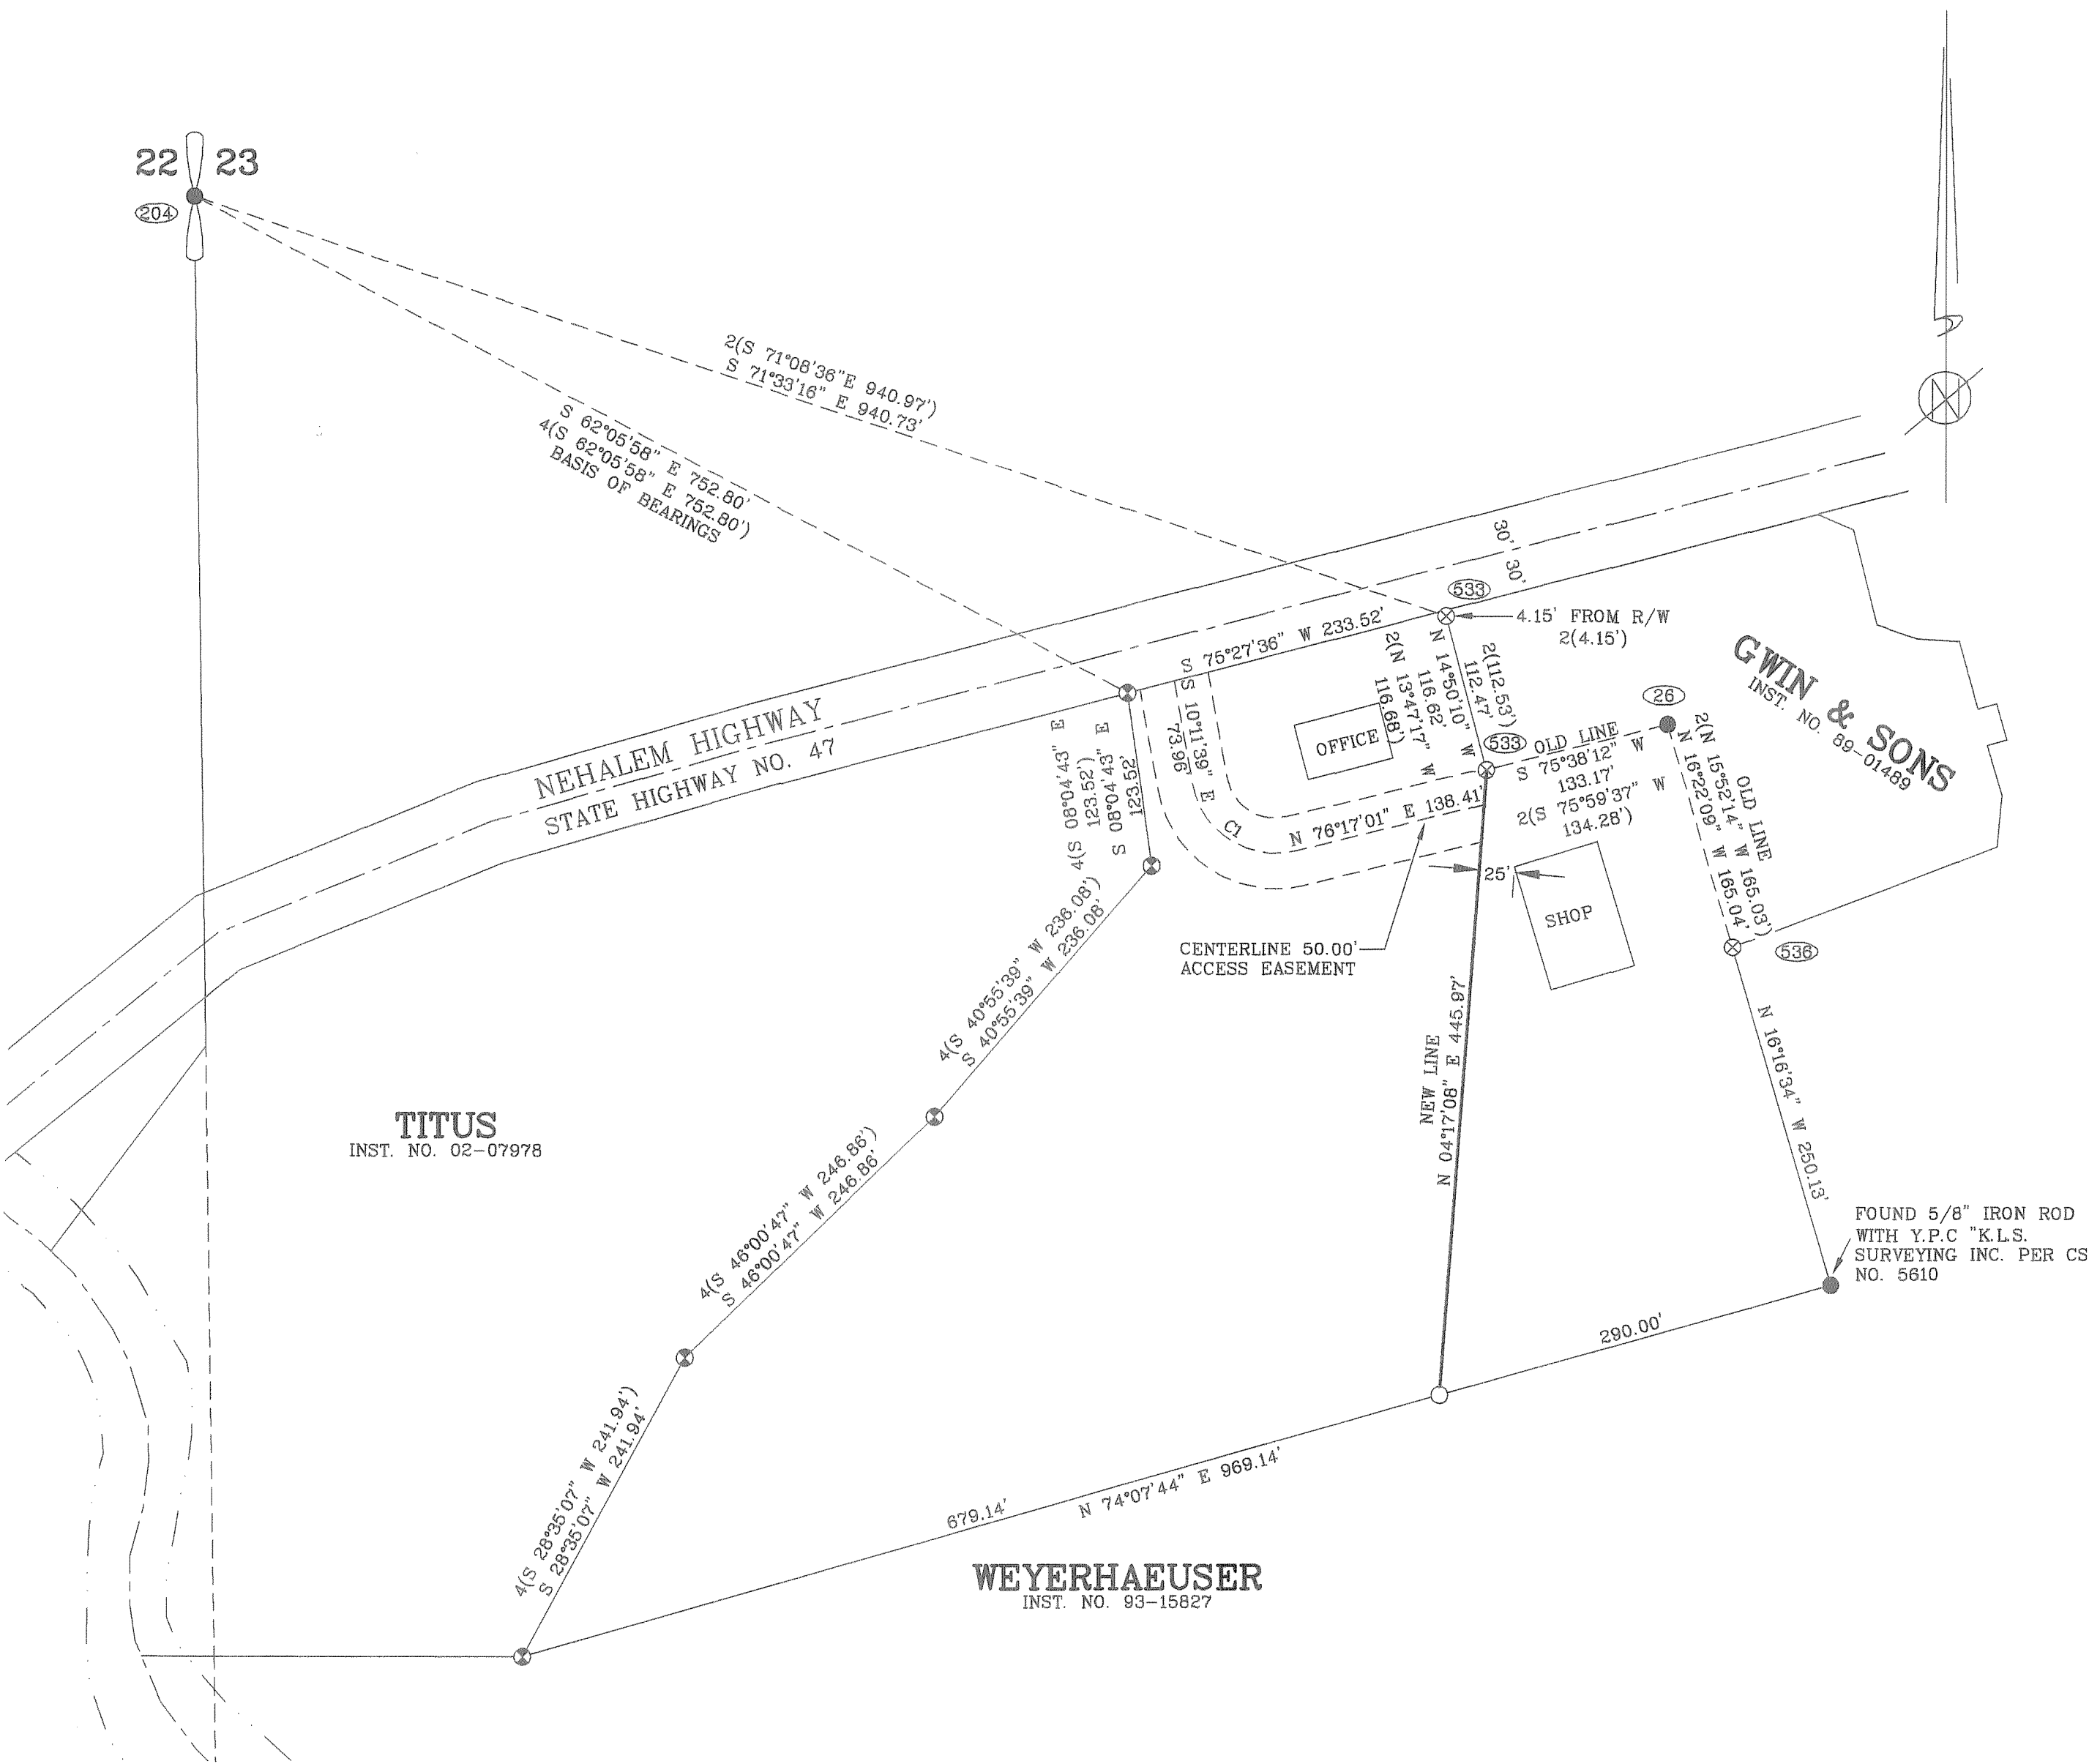 22 23
204
2(S 71°08'36"E 940.97')
S 71°33'16" E 940.73'
S 62°05'58" E 752.80'
4(S 62°05'58" E 752.80')
BASIS OF BEARINGS
N
30' 30'
533
4.15' FROM R/W
2(4.15')
S 75°27'36" W 233.52'
NEHALEM HIGHWAY
STATE HIGHWAY NO. 47
GWIN & SONS
INST. NO. 89-01489
26
2(112.53')
112.47'
N 14°50'10" W
116.62'
2(N 13°47'17" W
116.68')
OFFICE
533
OLD LINE
S 75°38'12" W
133.17'
2(S 75°59'37" W
134.28')
OLD LINE
2(N 15°52'14" W 165.03')
N 16°22'09" W 165.04'
S 10°11'39" E
73.96'
C1
N 76°17'01" E 138.41'
4(S 08°04'43" E
123.52')
S 08°04'43" E
123.52'
25'
SHOP
536
CENTERLINE 50.00'
ACCESS EASEMENT
4(S 40°55'39" W 236.08')
S 40°55'39" W 236.08'
NEW LINE
N 04°17'08" E 445.97'
N 16°16'34" W 250.13'
TITUS
INST. NO. 02-07978
4(S 46°00'47" W 246.86')
S 46°00'47" W 246.86'
FOUND 5/8" IRON ROD
WITH Y.P.C "K.L.S.
SURVEYING INC. PER CS
NO. 5610
290.00'
4(S 28°35'07" W 241.94')
S 28°35'07" W 241.94'
679.14'
N 74°07'44" E 969.14'
WEYERHAEUSER
INST. NO. 93-15827